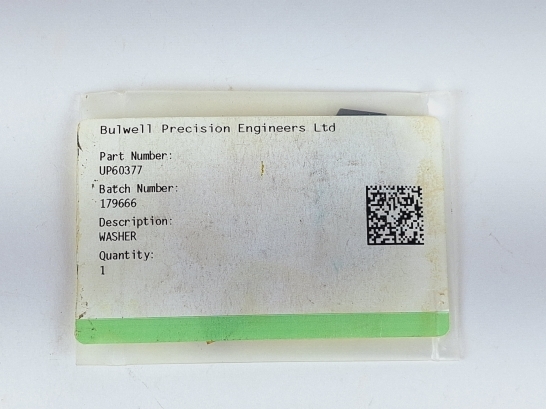 Bulwell Precision Engineers Ltd
Part Number:
UP60377
Batch Number:
179666
Description:
WASHER
Quantity:
1